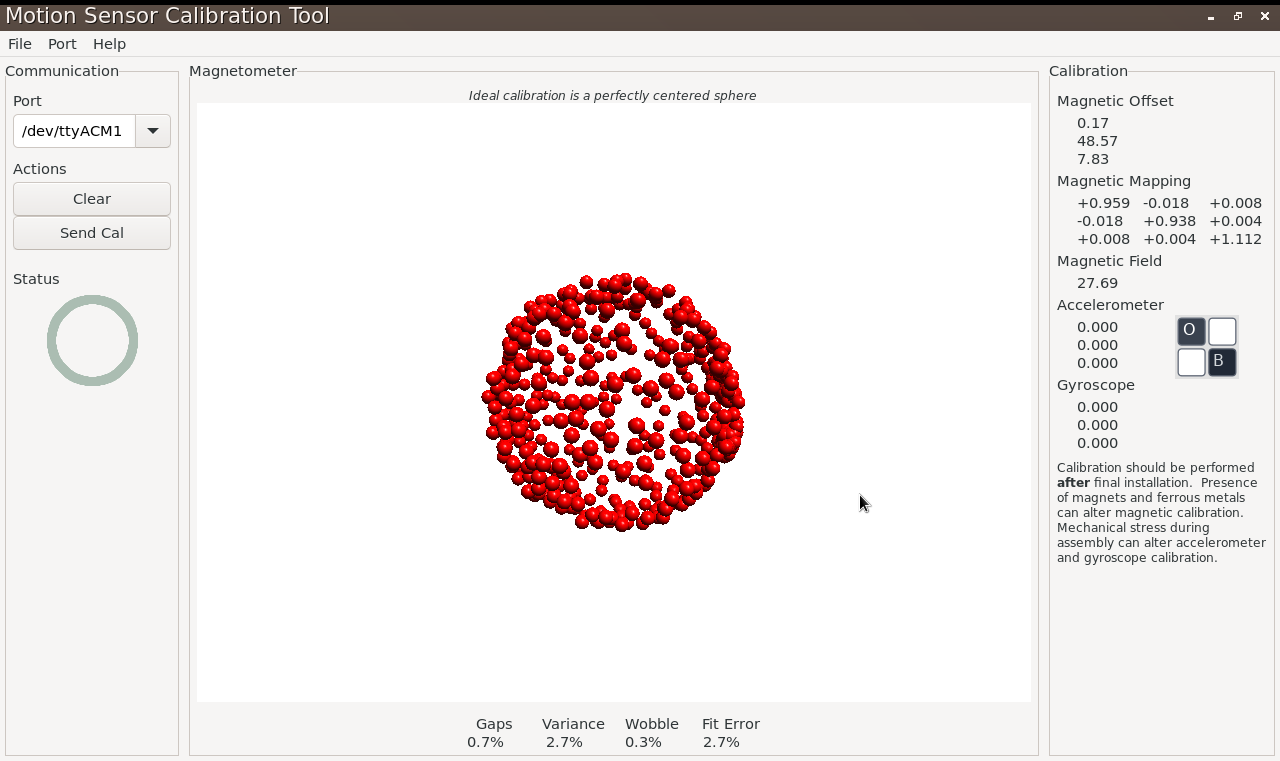 Motion Sensor Calibration Tool
File Port Help
Communication
Port
/dev/ttyACM1
Actions
Clear
Send Cal
Status
Magnetometer
Ideal calibration is a perfectly centered sphere
Gaps Variance Wobble Fit Error
0.7% 2.7% 0.3% 2.7%
Calibration
Magnetic Offset
0.17
48.57
7.83
Magnetic Mapping
+0.959 -0.018 +0.008
-0.018 +0.938 +0.004
+0.008 +0.004 +1.112
Magnetic Field
27.69
Accelerometer
0.000
0.000
0.000
O
B
Gyroscope
0.000
0.000
0.000
Calibration should be performed
after final installation. Presence
of magnets and ferrous metals
can alter magnetic calibration.
Mechanical stress during
assembly can alter accelerometer
and gyroscope calibration.